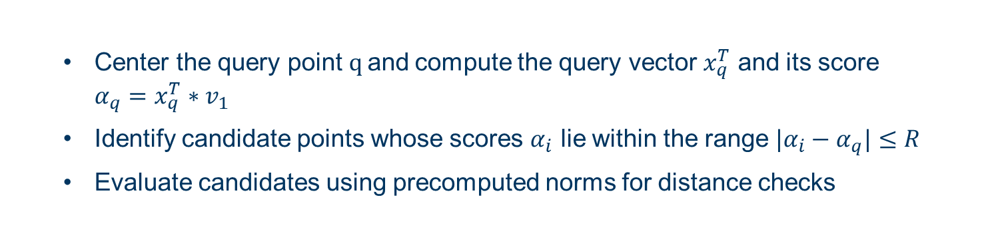 • Center the query point q and compute the query vector $x_q^T$ and its score
$\alpha_q = x_q^T * v_1$
• Identify candidate points whose scores $\alpha_i$ lie within the range $|\alpha_i - \alpha_q| \leq R$
• Evaluate candidates using precomputed norms for distance checks